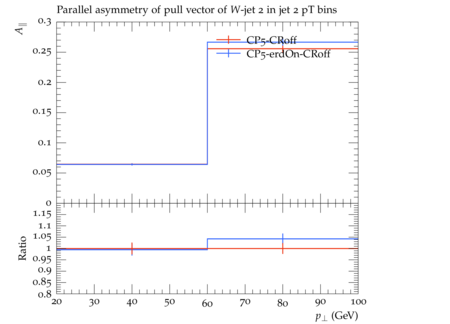 Parallel asymmetry of pull vector of W-jet 2 in jet 2 pT bins
A∥
0.3
CP5-CRoff
CP5-erdOn-CRoff
0.25
0.2
0.15
0.1
0.05
0
Ratio
1.15
1.1
1.05
1
0.95
0.9
0.85
0.8
20 30 40 50 60 70 80 90 100
p⊥ (GeV)